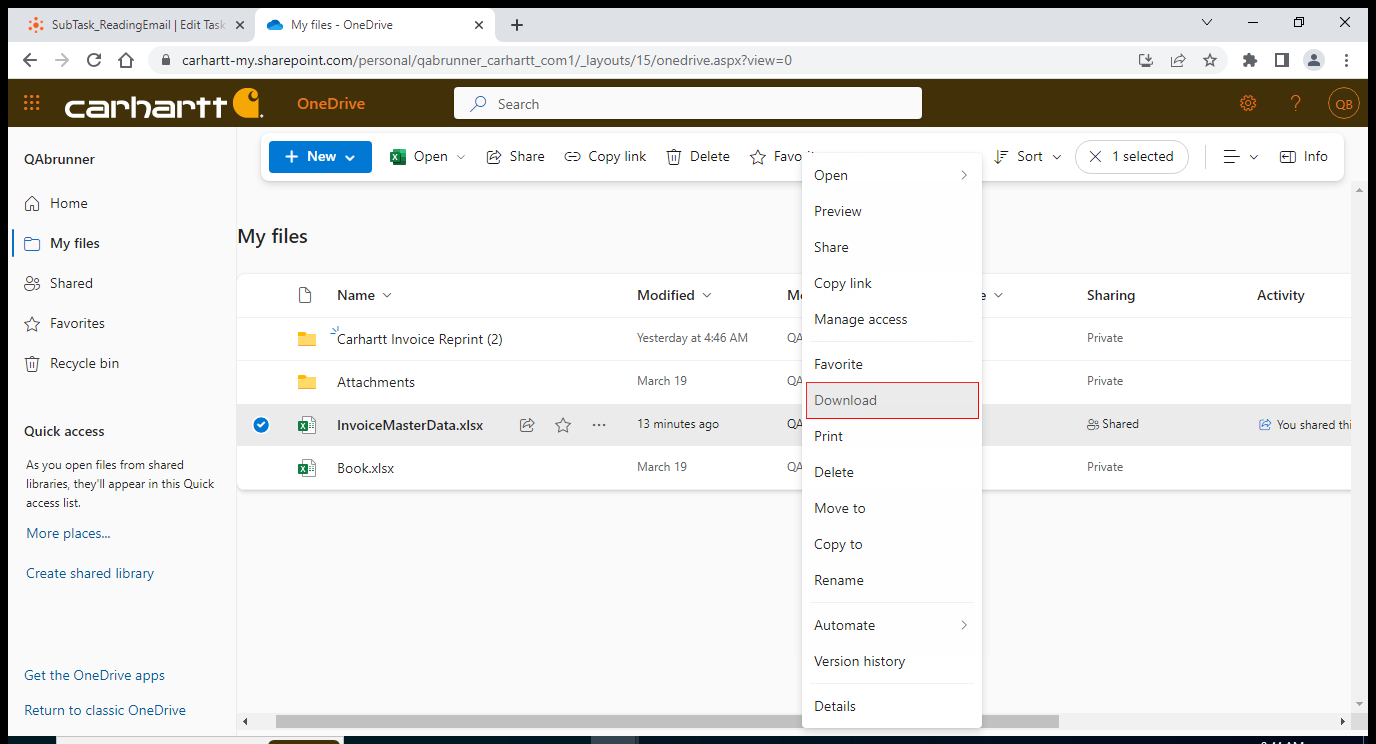 SubTask_ReadingEmail | Edit Task
My files - OneDrive
carhartt-my.sharepoint.com/personal/qabrunner_carhartt_com1/_layouts/15/onedrive.aspx?view=0
carhartt
OneDrive
Search
?
QB
QAbrunner
Home
My files
Shared
Favorites
Recycle bin
Quick access
As you open files from shared
libraries, they'll appear in this Quick
access list.
More places...
Create shared library
Get the OneDrive apps
Return to classic OneDrive
+ New
Open
Share
Copy link
Delete
Sort
1 selected
Info
My files
Name Modified Sharing Activity
Carhartt Invoice Reprint (2) Yesterday at 4:46 AM QA Private
Attachments March 19 QA Private
InvoiceMasterData.xlsx 13 minutes ago QA Shared You shared thi
Book.xlsx March 19 QA Private
Open
Preview
Share
Copy link
Manage access
Favorite
Download
Print
Delete
Move to
Copy to
Rename
Automate
Version history
Details